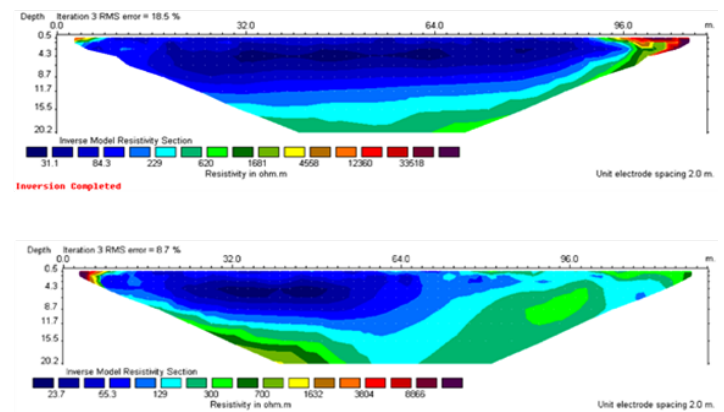 Depth Iteration 3 RMS error = 18.5 %
0.0 32.0 64.0 96.0 m.
0.5
4.3
8.7
11.7
15.5
20.2
Inverse Model Resistivity Section
31.1 84.3 229 620 1681 4558 12360 33518
Resistivity in ohm.m Unit electrode spacing 2.0 m.
Inversion Completed
Depth Iteration 3 RMS error = 8.7 %
0.0 32.0 64.0 96.0 m.
0.5
4.3
8.7
11.7
15.5
20.2
Inverse Model Resistivity Section
23.7 55.3 129 300 700 1632 3804 8866
Resistivity in ohm.m Unit electrode spacing 2.0 m.